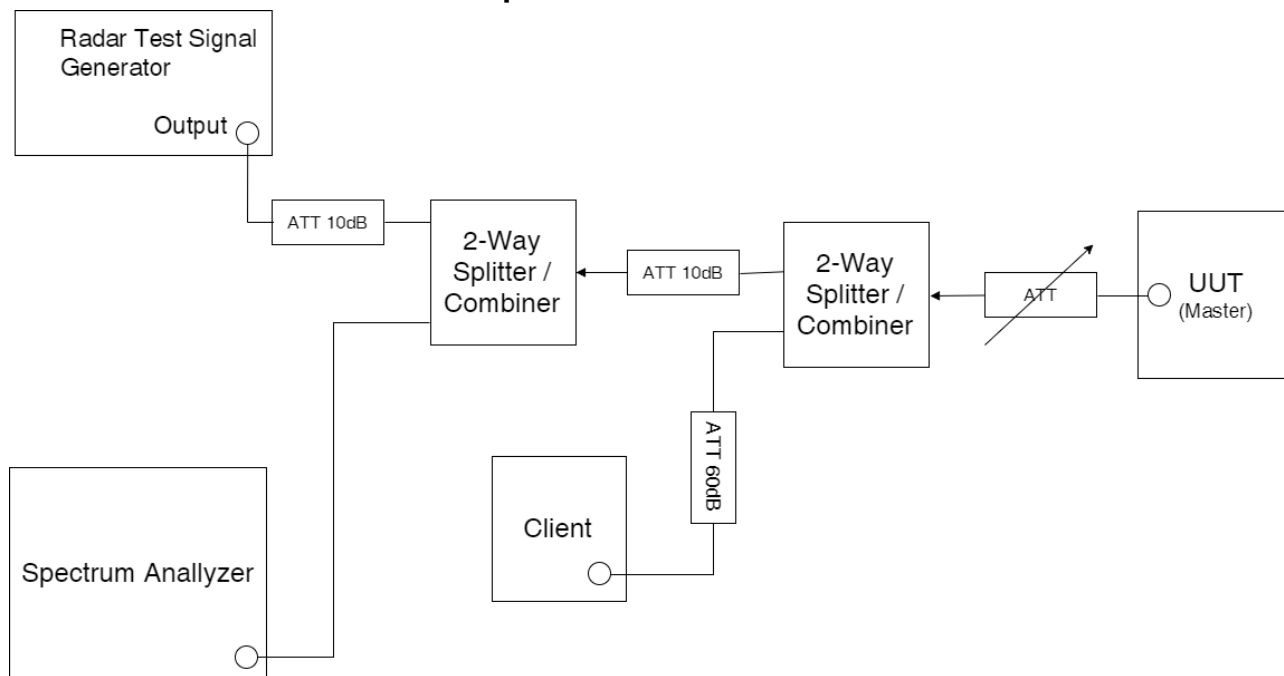 Radar Test Signal
Generator
Output
ATT 10dB
2-Way
Splitter /
Combiner
ATT 10dB
2-Way
Splitter /
Combiner
ATT
UUT
(Master)
ATT 60dB
Client
Spectrum Anallyzer